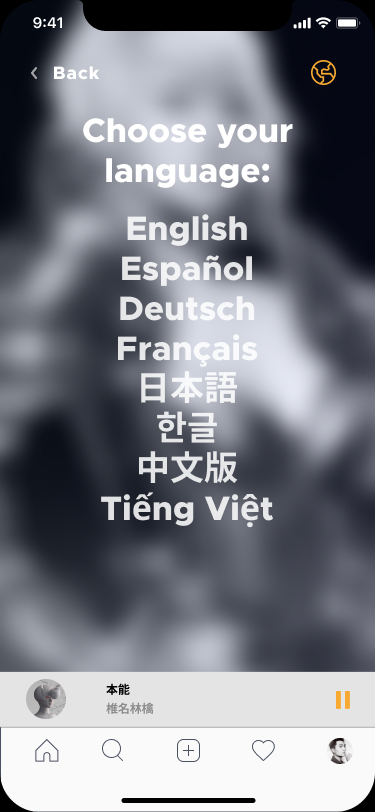 9:41
Back
Choose your
language:
English
Español
Deutsch
Français
日本語
한글
中文版
Tiếng Việt
本能
椎名林檎